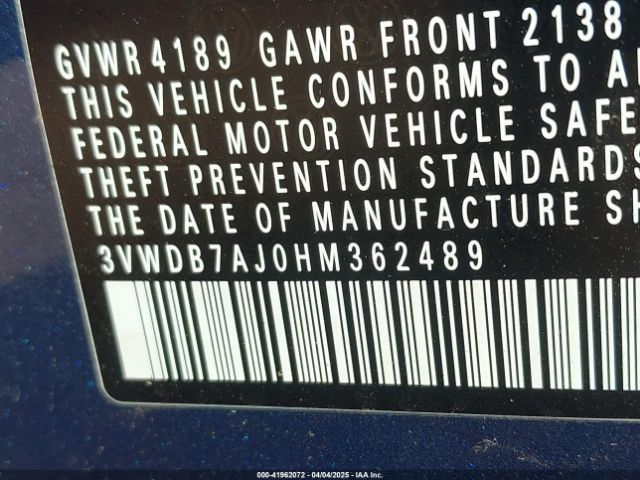 GVWR 4189 GAWR FRONT 2138
THIS VEHICLE CONFORMS TO
FEDERAL MOTOR VEHICLE SAFE
THEFT PREVENTION STANDARDS
THE DATE OF MANUFACTURE SH
3VWDB7AJ0HM362489
000-41962072 - 04/04/2025 - IAA Inc.